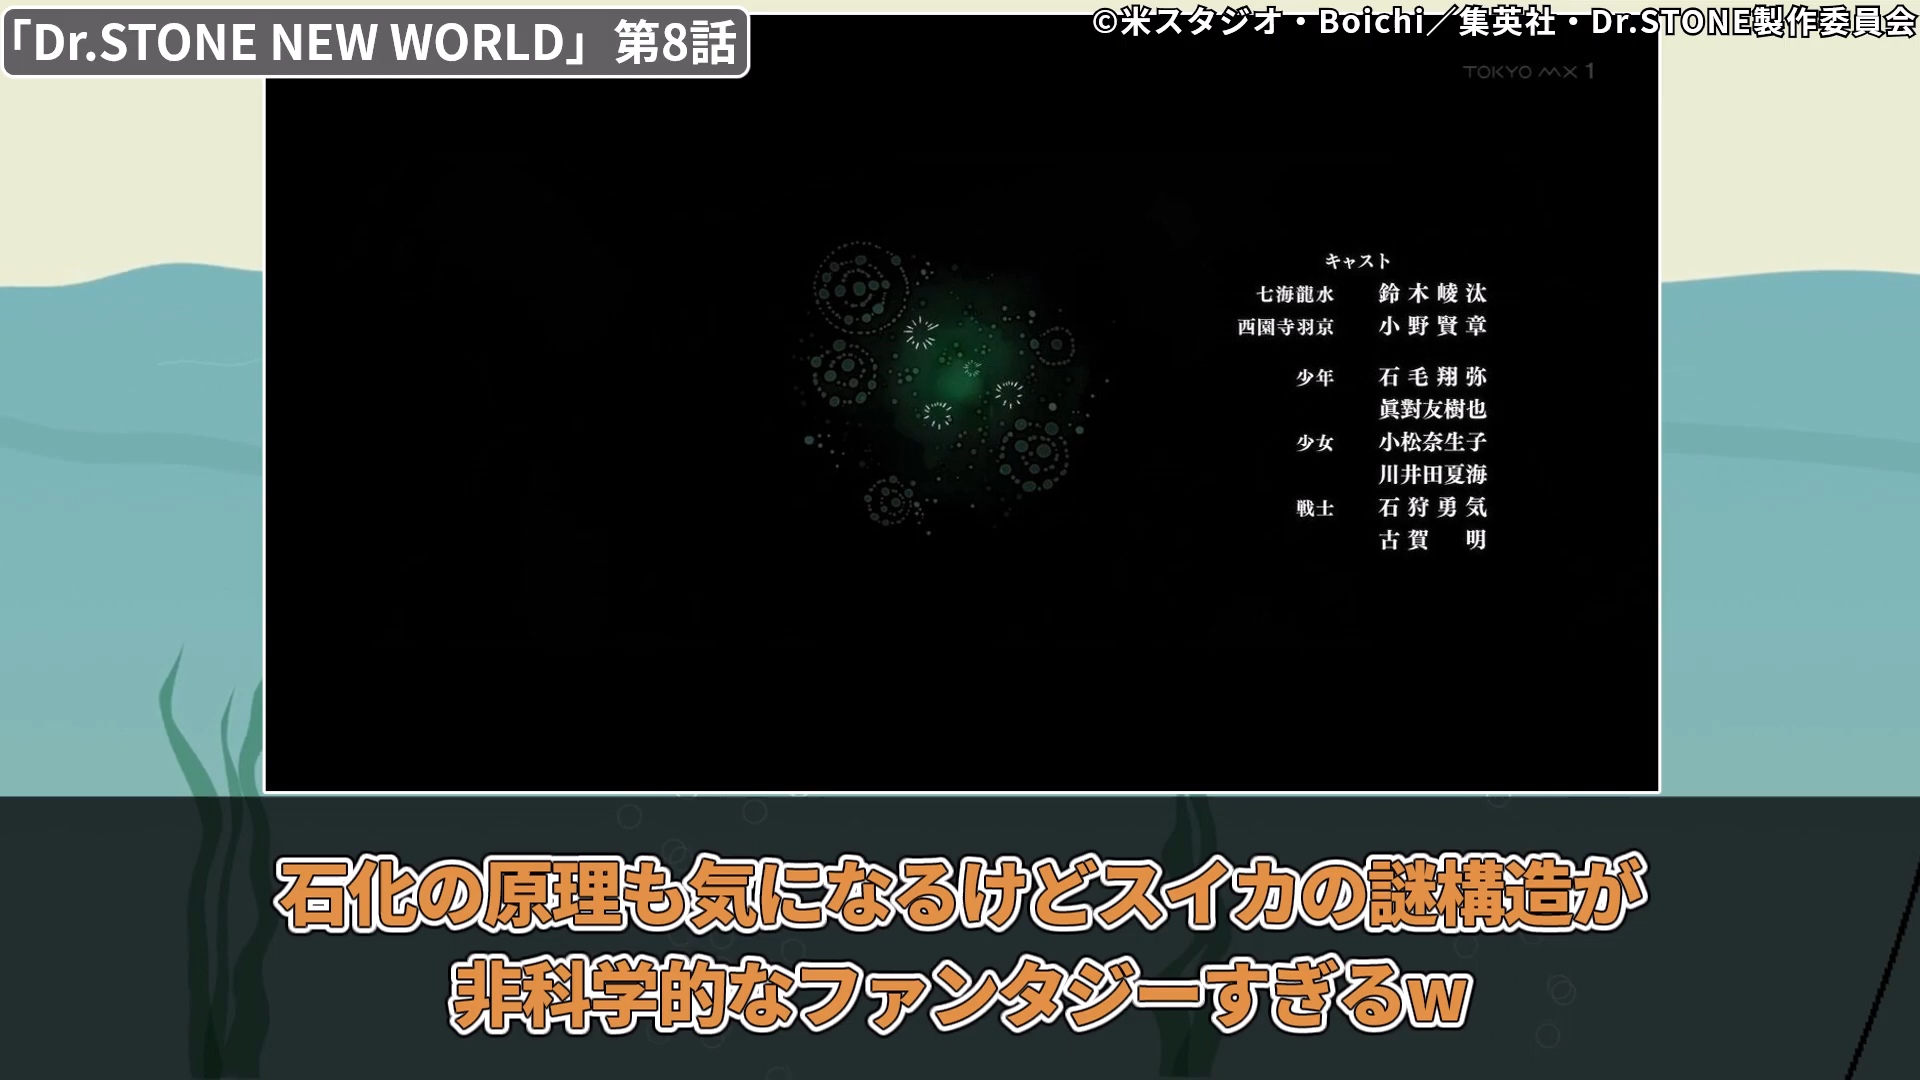 「Dr.STONE NEW WORLD」第8話
©米スタジオ・Boichi／集英社・Dr.STONE製作委員会
TOKYO MX 1
キャスト
七海龍水 鈴木崚汰
西園寺羽京 小野賢章
少年 石毛翔弥
眞對友樹也
少女 小松奈生子
川井田夏海
戦士 石狩勇気
古賀 明
石化の原理も気になるけどスイカの謎構造が
非科学的なファンタジーすぎるw